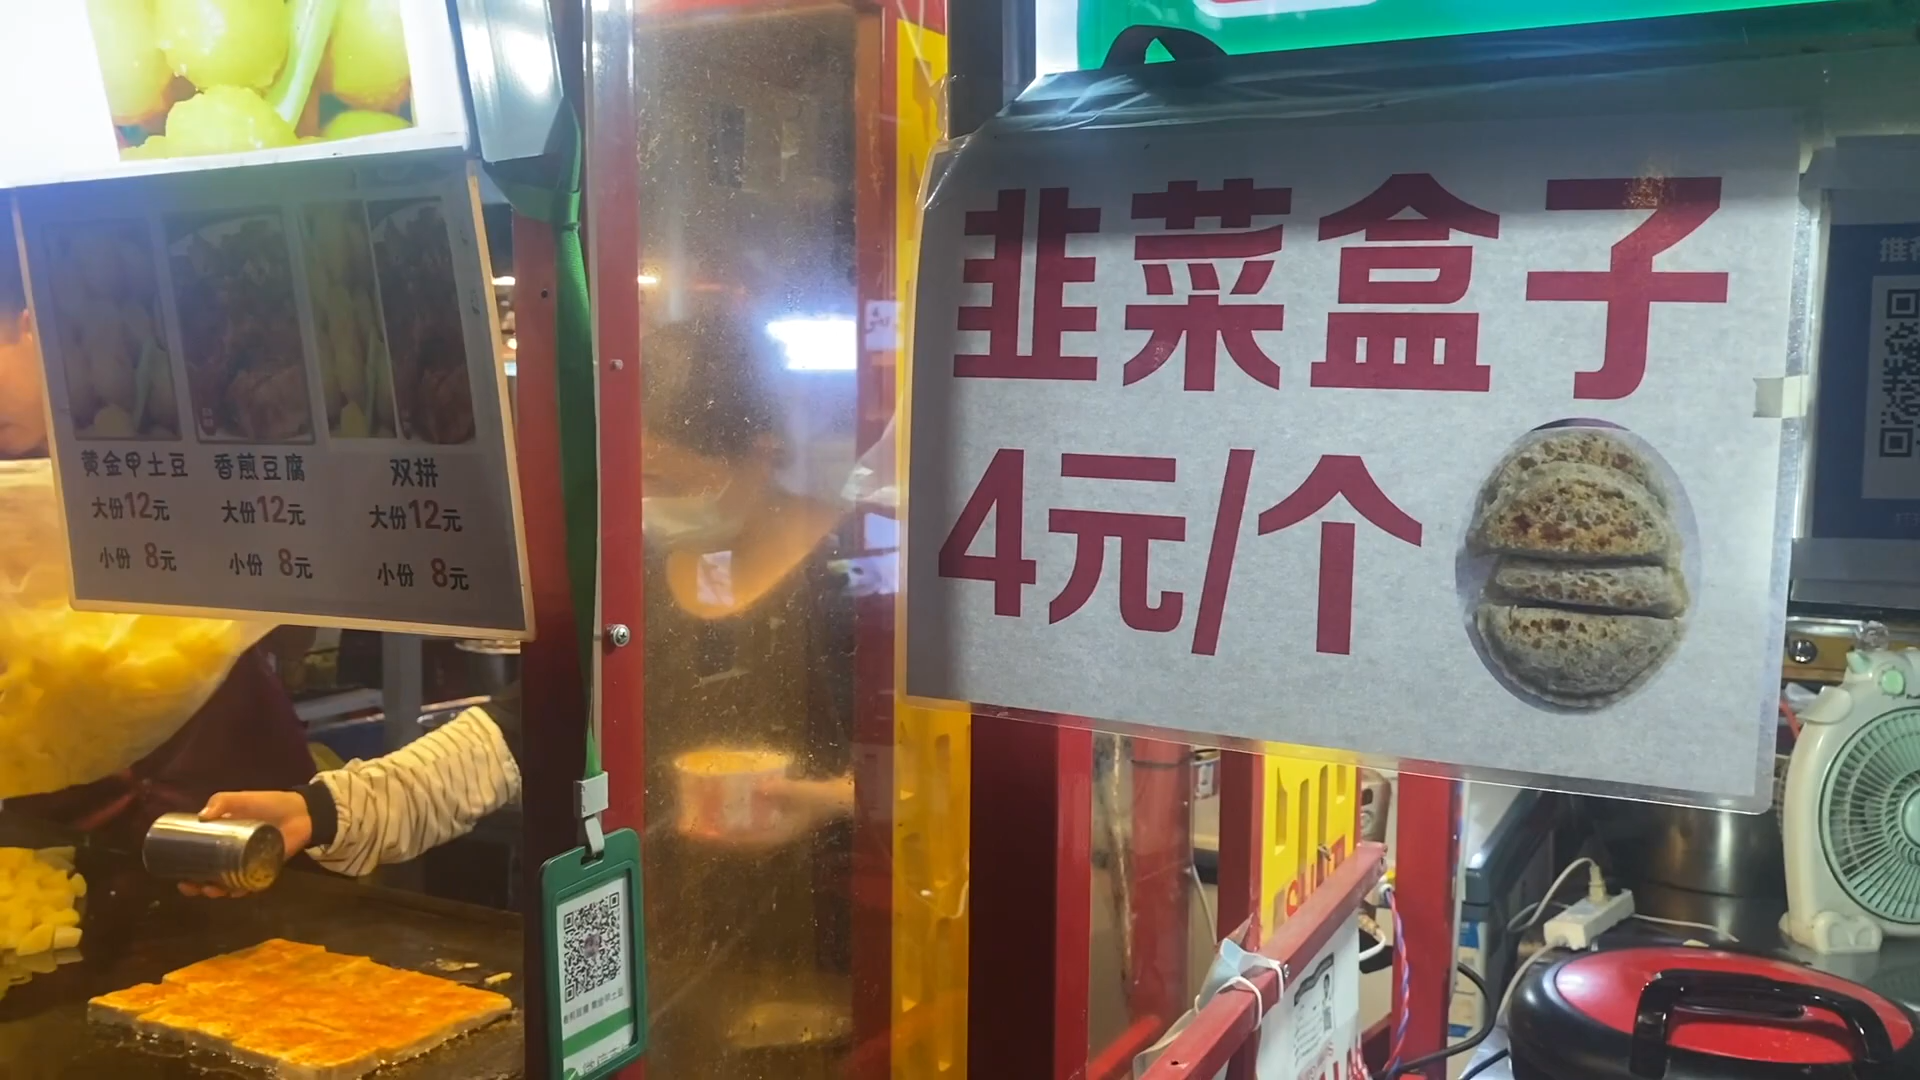 黄金甲土豆
大份12元
小份 8元
香煎豆腐
大份12元
小份 8元
双拼
大份12元
小份 8元
韭菜盒子
4元/个